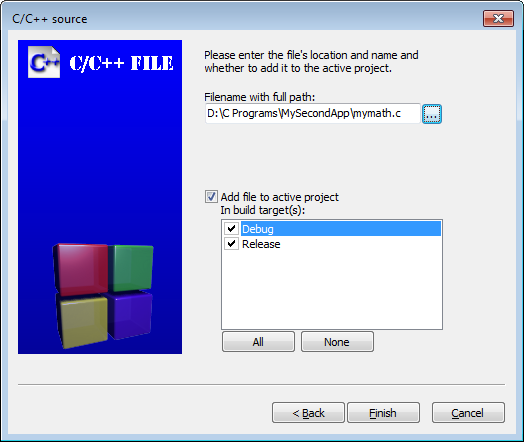 C/C++ source
C++
C/C++ FILE
Please enter the file's location and name and
whether to add it to the active project.
Filename with full path:
D:\C Programs\MySecondApp\mymath.c
...
Add file to active project
In build target(s):
Debug
Release
All
None
< Back
Finish
Cancel